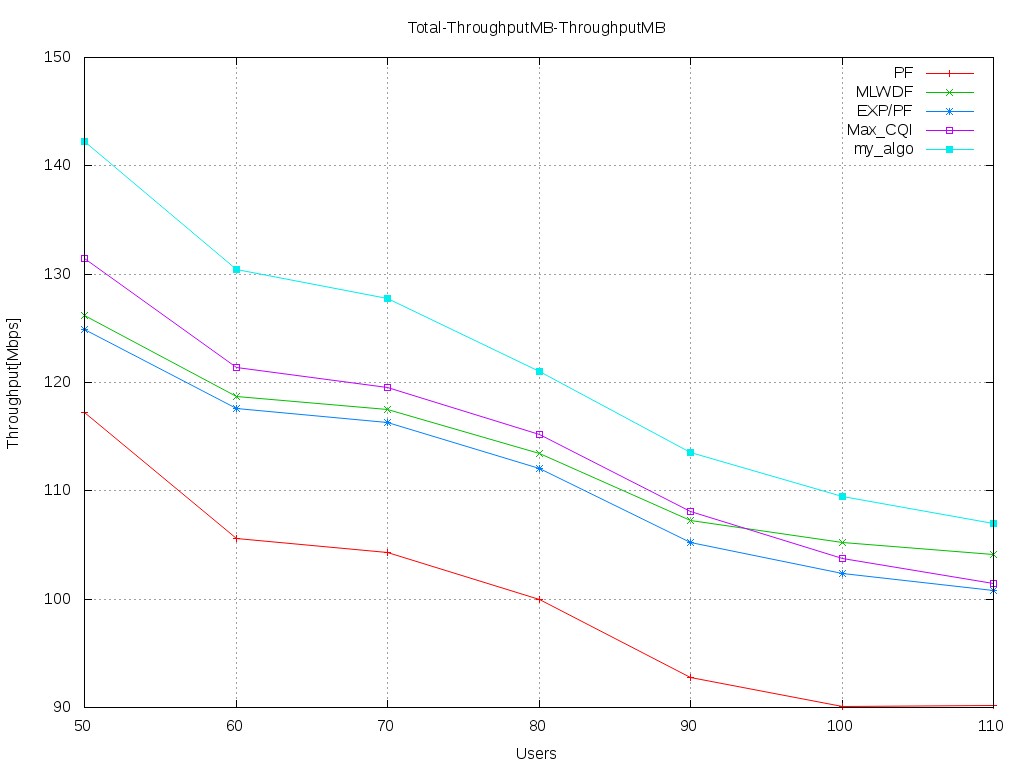 Total-ThroughputMB-ThroughputMB
150
PF
MLWDF
EXP/PF
Max_CQI
my_algo
140
130
120
110
100
90
Throughput[Mbps]
50 60 70 80 90 100 110
Users